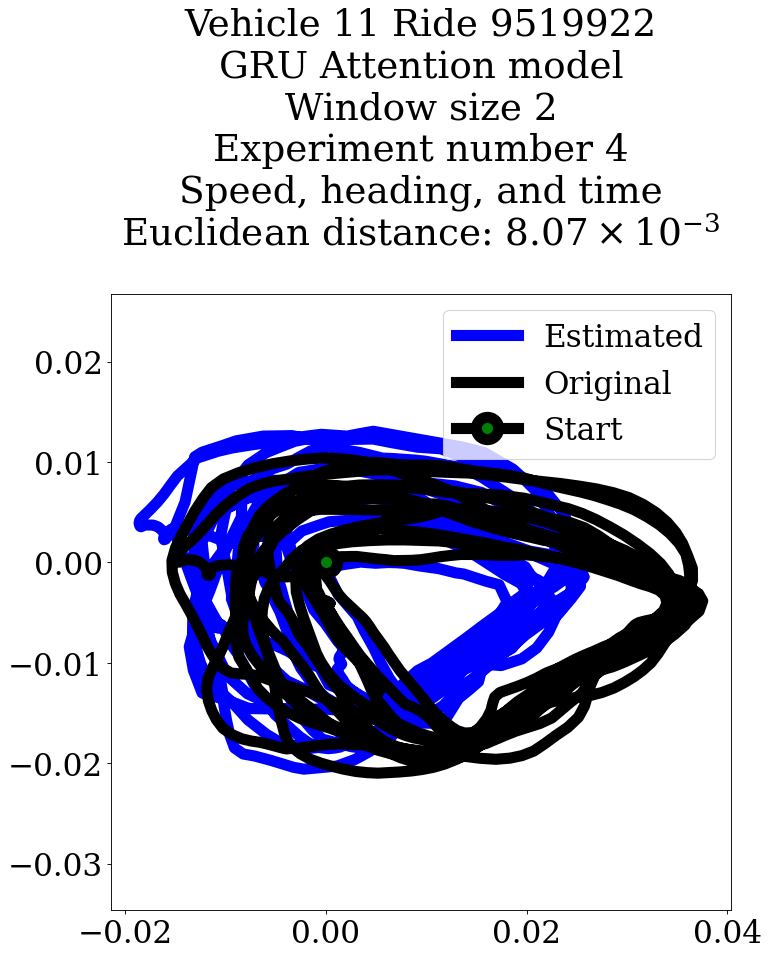 Vehicle 11 Ride 9519922
GRU Attention model
Window size 2
Experiment number 4
Speed, heading, and time
Euclidean distance: 8.07 × 10⁻³
Estimated
Original
Start
0.02
0.01
0.00
−0.01
−0.02
−0.03
−0.02 0.00 0.02 0.04